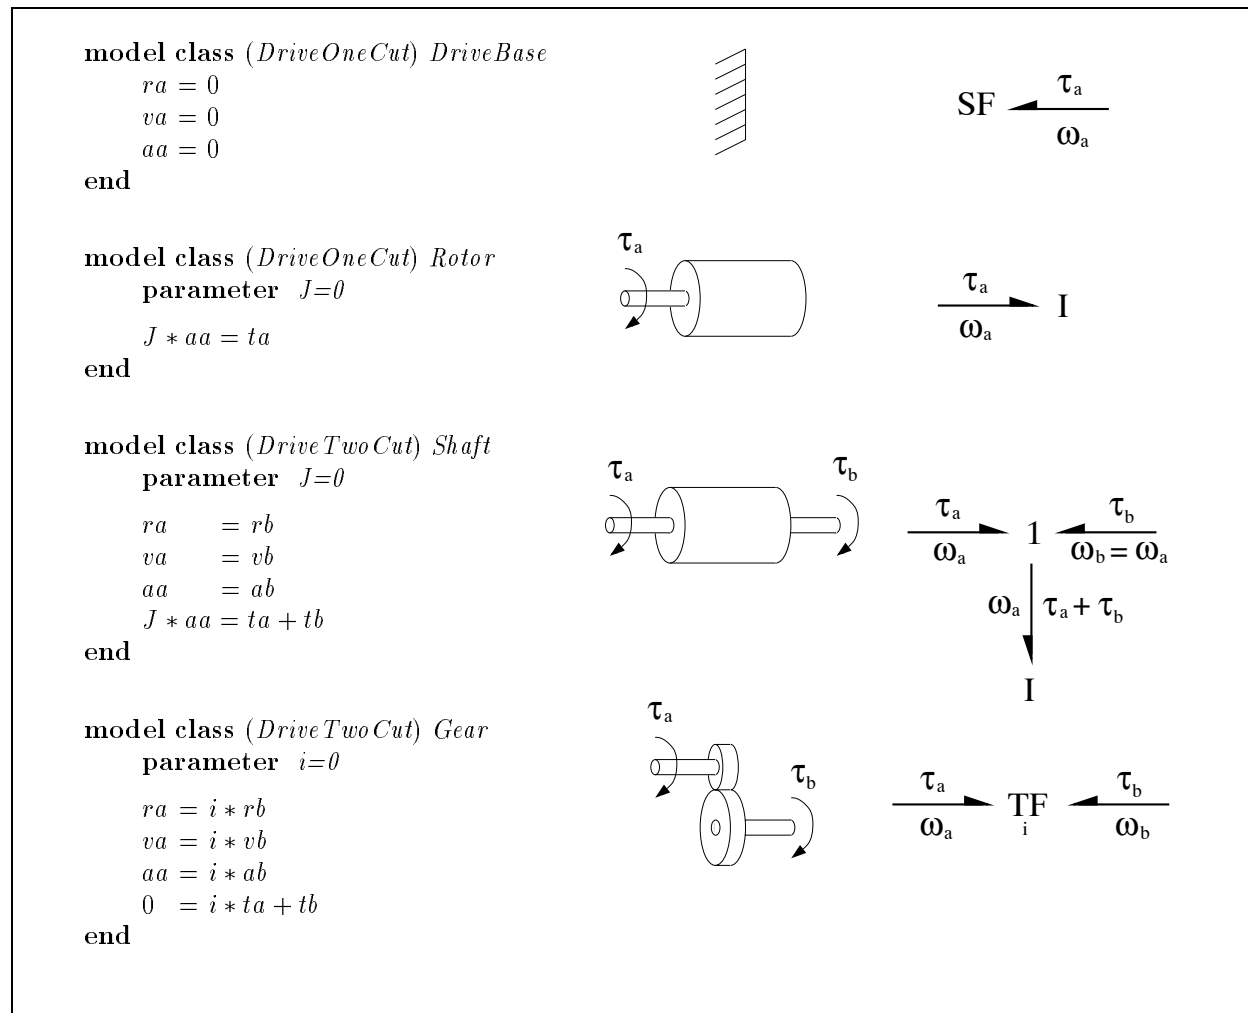 model class (DriveOneCut) DriveBase
ra = 0
va = 0
aa = 0
end
τa
SF
ωa
model class (DriveOneCut) Rotor
parameter J=0
J * aa = ta
end
τa
τa
I
ωa
model class (DriveTwoCut) Shaft
parameter J=0
ra = rb
va = vb
aa = ab
J * aa = ta + tb
end
τa
τb
τa
1
τb
ωa
ωb = ωa
ωa
τa + τb
I
model class (DriveTwoCut) Gear
parameter i=0
ra = i * rb
va = i * vb
aa = i * ab
0 = i * ta + tb
end
τa
τb
τa
TF
i
τb
ωa
ωb